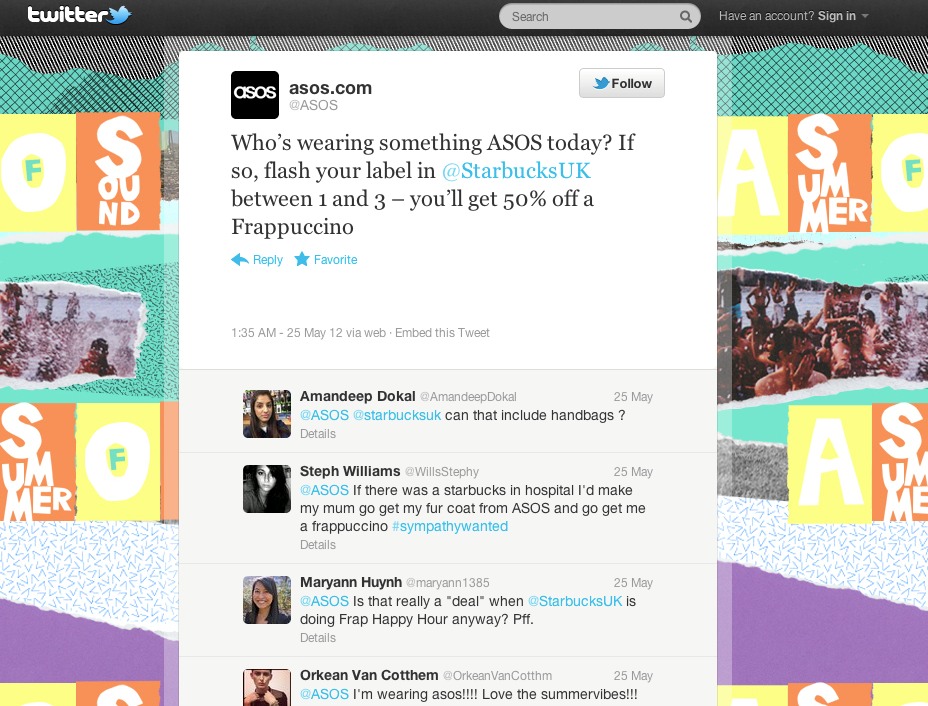 twitter
Search
Have an account? Sign in
asos
asos.com
@ASOS
Follow
Who’s wearing something ASOS today? If
so, flash your label in @StarbucksUK
between 1 and 3 – you’ll get 50% off a
Frappuccino
Reply Favorite
1:35 AM - 25 May 12 via web · Embed this Tweet
Amandeep Dokal @AmandeepDokal 25 May
@ASOS @starbucksuk can that include handbags ?
Details
Steph Williams @WillsStephy 25 May
@ASOS If there was a starbucks in hospital I'd make
my mum go get my fur coat from ASOS and go get me
a frappuccino #sympathywanted
Details
Maryann Huynh @maryann1385 25 May
@ASOS Is that really a "deal" when @StarbucksUK is
doing Frap Happy Hour anyway? Pff.
Details
Orkean Van Cotthem @OrkeanVanCotthm 25 May
@ASOS I'm wearing asos!!!! Love the summervibes!!!
OF
SOUND
A
SUMMER
OF
SUMMER
OF
A
SUMMER